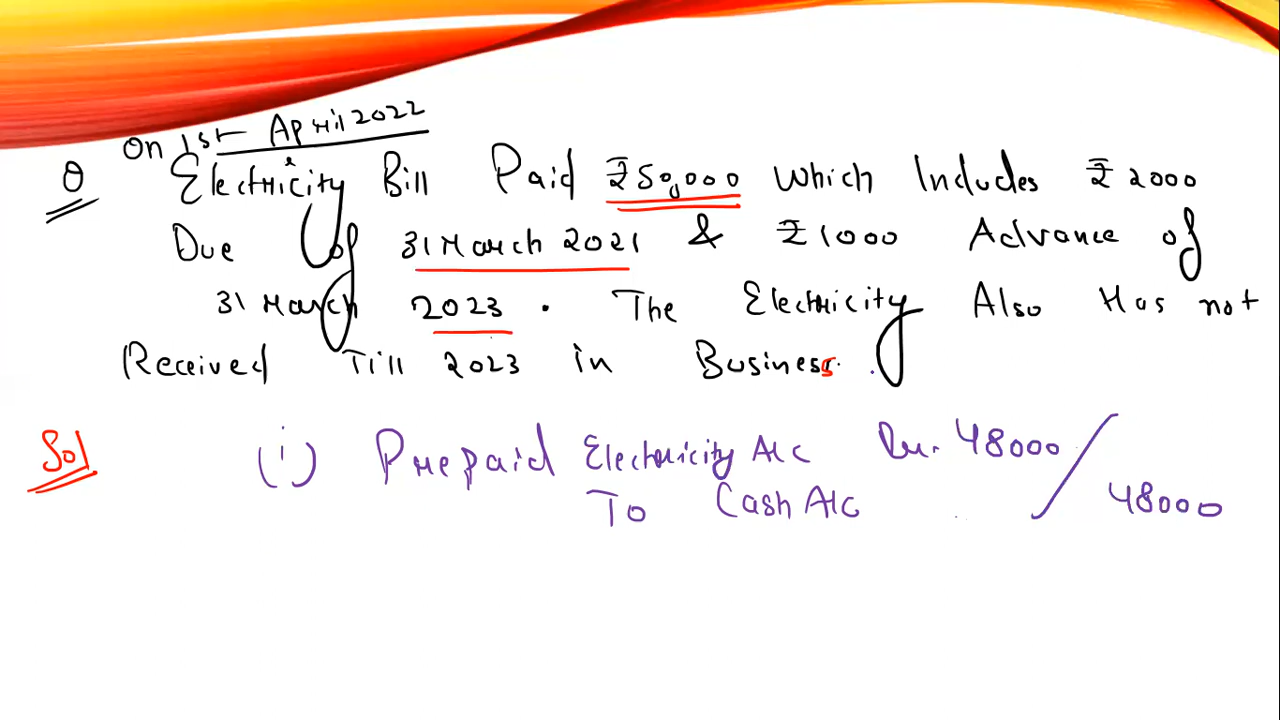 On 1st April 2022
Q Electricity Bill Paid ₹50,000 Which Includes ₹2000
Due of 31 March 2021 & ₹1000 Advance of
31 March 2023. The Electricity Also Has not
Received Till 2023 in Business.
Sol (i) Prepaid Electricity A/c Dr. 48000
To Cash A/c 48000